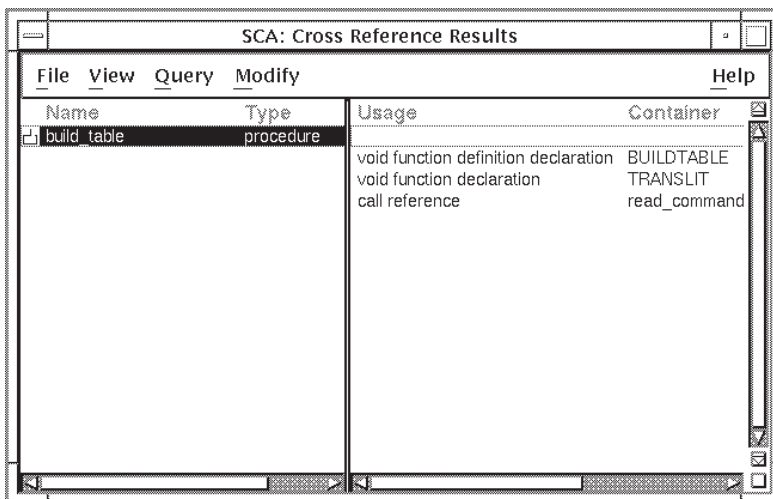 SCA: Cross Reference Results
File View Query Modify Help
Name Type Usage Container
build_table procedure
void function definition declaration BUILDTABLE
void function declaration TRANSLIT
call reference read_command